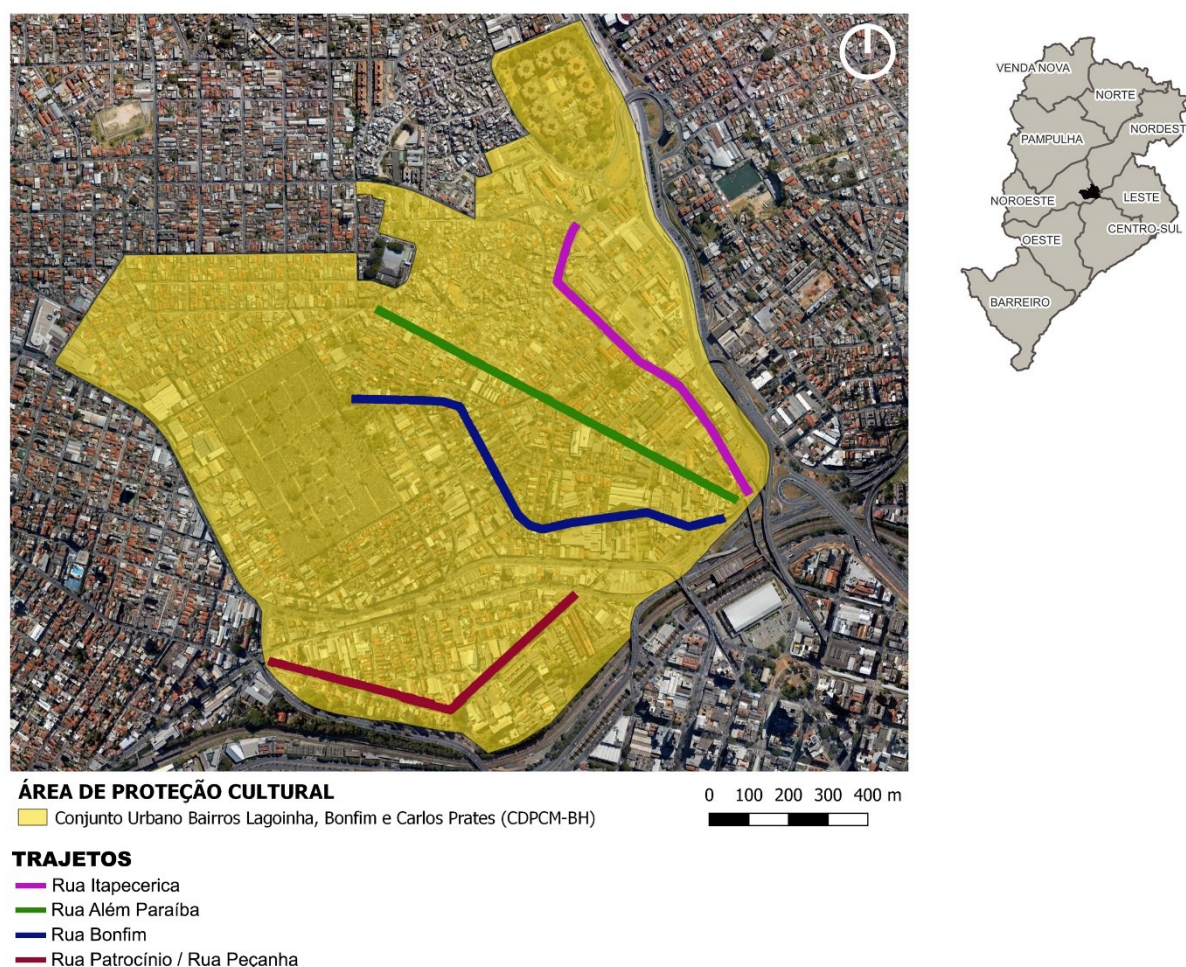 VENDA NOVA
NORTE
NORDEST
PAMPULHA
NOROESTE
LESTE
CENTRO-SUL
OESTE
BARREIRO
ÁREA DE PROTEÇÃO CULTURAL
Conjunto Urbano Bairros Lagoinha, Bonfim e Carlos Prates (CDPCM-BH)
0 100 200 300 400 m
TRAJETOS
Rua Itapecerica
Rua Além Paraíba
Rua Bonfim
Rua Patrocínio / Rua Peçanha